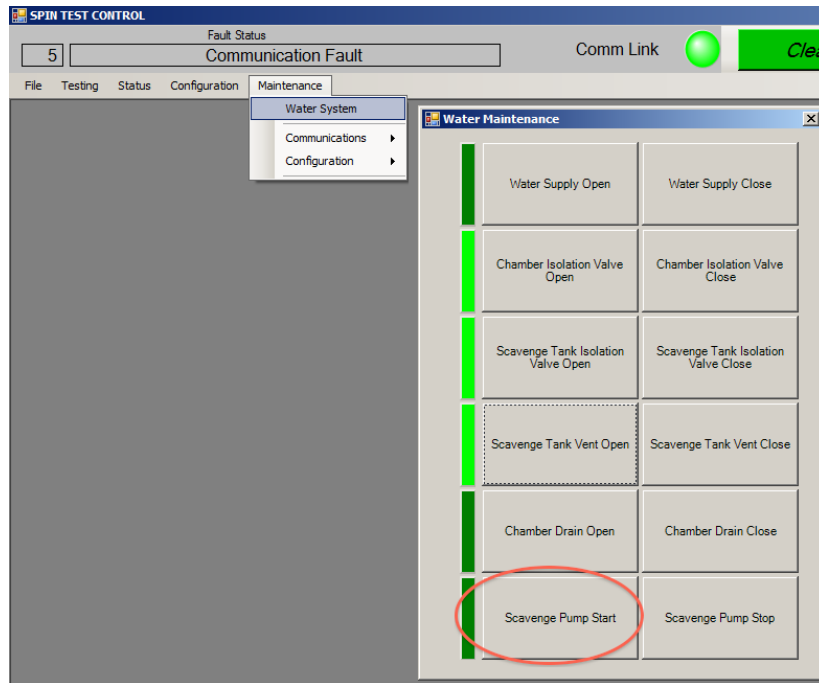 SPIN TEST CONTROL
Fault Status
5
Communication Fault
Comm Link
File
Testing
Status
Configuration
Maintenance
Water System
Communications
Configuration
Water Maintenance
Water Supply Open
Water Supply Close
Chamber Isolation Valve
Open
Chamber Isolation Valve
Close
Scavenge Tank Isolation
Valve Open
Scavenge Tank Isolation
Valve Close
Scavenge Tank Vent Open
Scavenge Tank Vent Close
Chamber Drain Open
Chamber Drain Close
Scavenge Pump Start
Scavenge Pump Stop